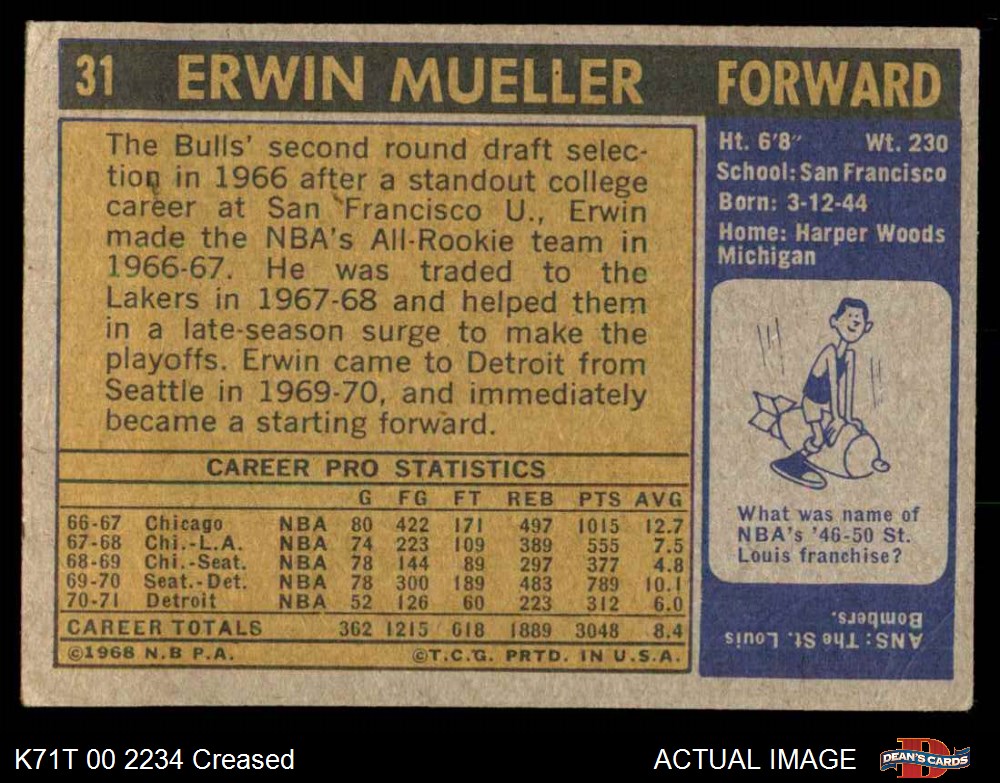 31 ERWIN MUELLER FORWARD
The Bulls' second round draft selec-
tion in 1966 after a standout college
career at San Francisco U., Erwin
made the NBA's All-Rookie team in
1966-67. He was traded to the
Lakers in 1967-68 and helped them
in a late-season surge to make the
playoffs. Erwin came to Detroit from
Seattle in 1969-70, and immediately
became a starting forward.
CAREER PRO STATISTICS
G FG FT REB PTS AVG
66-67 Chicago NBA 80 422 171 497 1015 12.7
67-68 Chi.-L.A. NBA 74 223 109 389 555 7.5
68-69 Chi.-Seat. NBA 78 144 89 297 377 4.8
69-70 Seat.-Det. NBA 78 300 189 483 789 10.1
70-71 Detroit NBA 52 126 60 223 312 6.0
CAREER TOTALS 362 1215 618 1889 3048 8.4
©1968 N.B P.A. ©T.C.G. PRTD. IN U.S.A.
Ht. 6'8" Wt. 230
School: San Francisco
Born: 3-12-44
Home: Harper Woods
Michigan
What was name of
NBA's '46-50 St.
Louis franchise?
ANS: The St. Louis
Bombers.
K71T 00 2234 Creased
ACTUAL IMAGE
D
DEAN'S CARDS